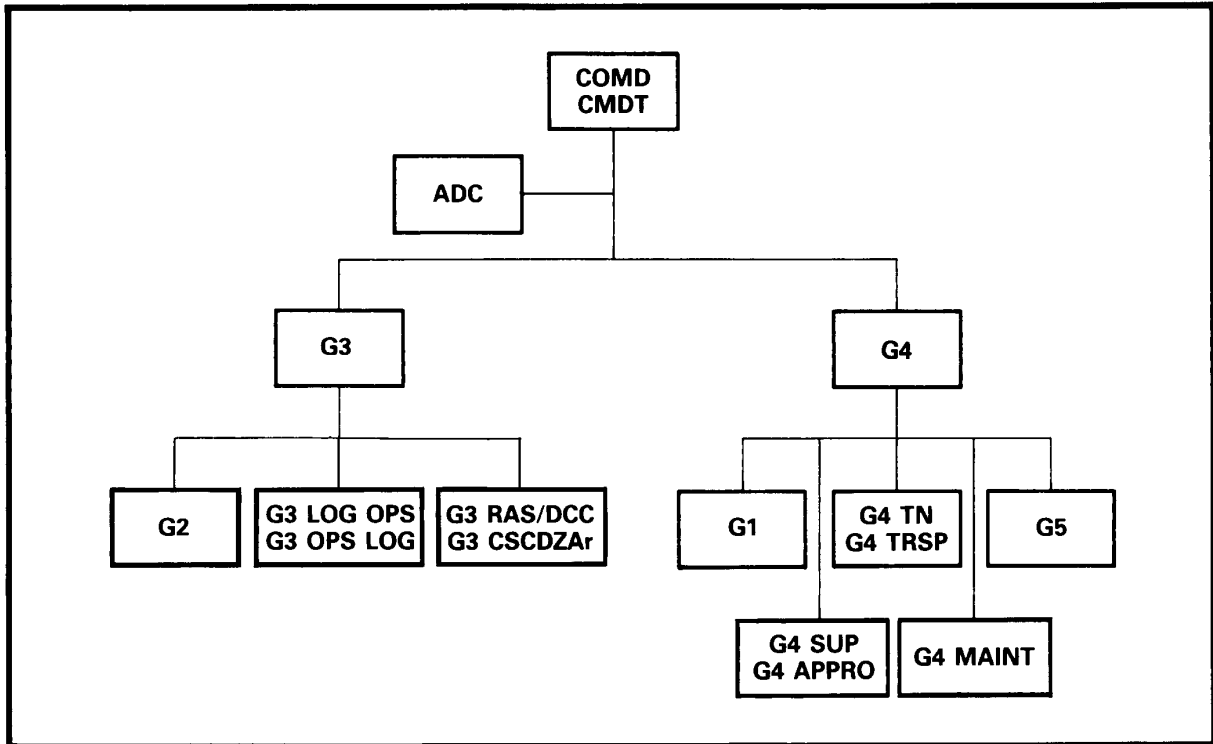 COMD
CMDT
ADC
G3
G4
G2
G3 LOG OPS
G3 OPS LOG
G3 RAS/DCC
G3 CSCDZAr
G1
G4 TN
G4 TRSP
G5
G4 SUP
G4 APPRO
G4 MAINT